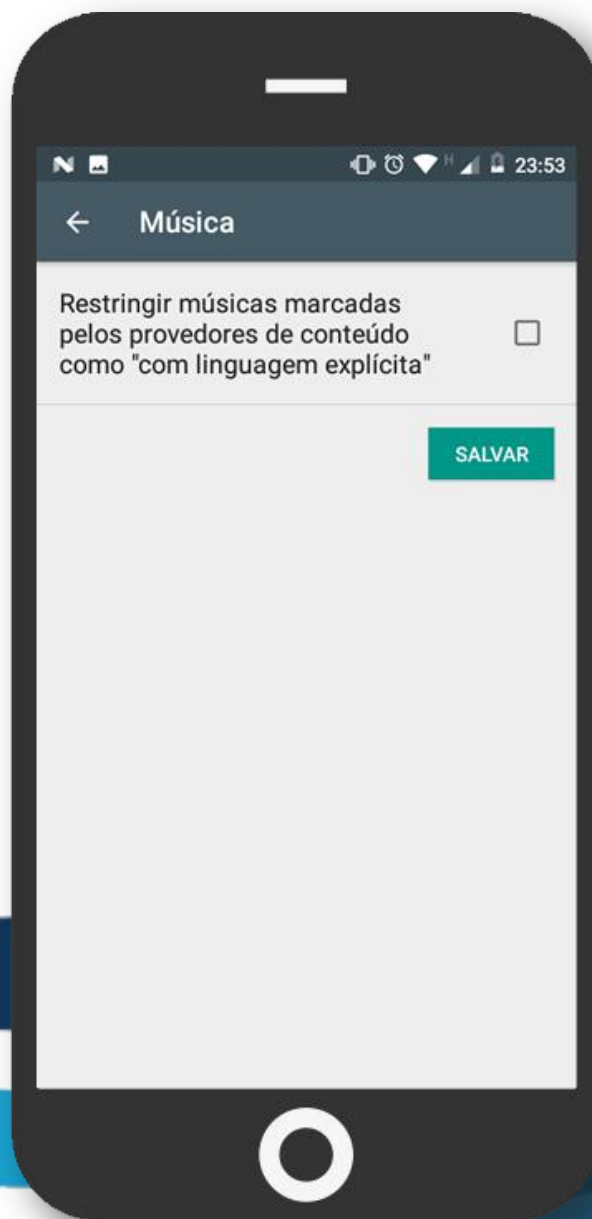 H 23:53
Música
Restringir músicas marcadas
pelos provedores de conteúdo
como "com linguagem explícita"
SALVAR